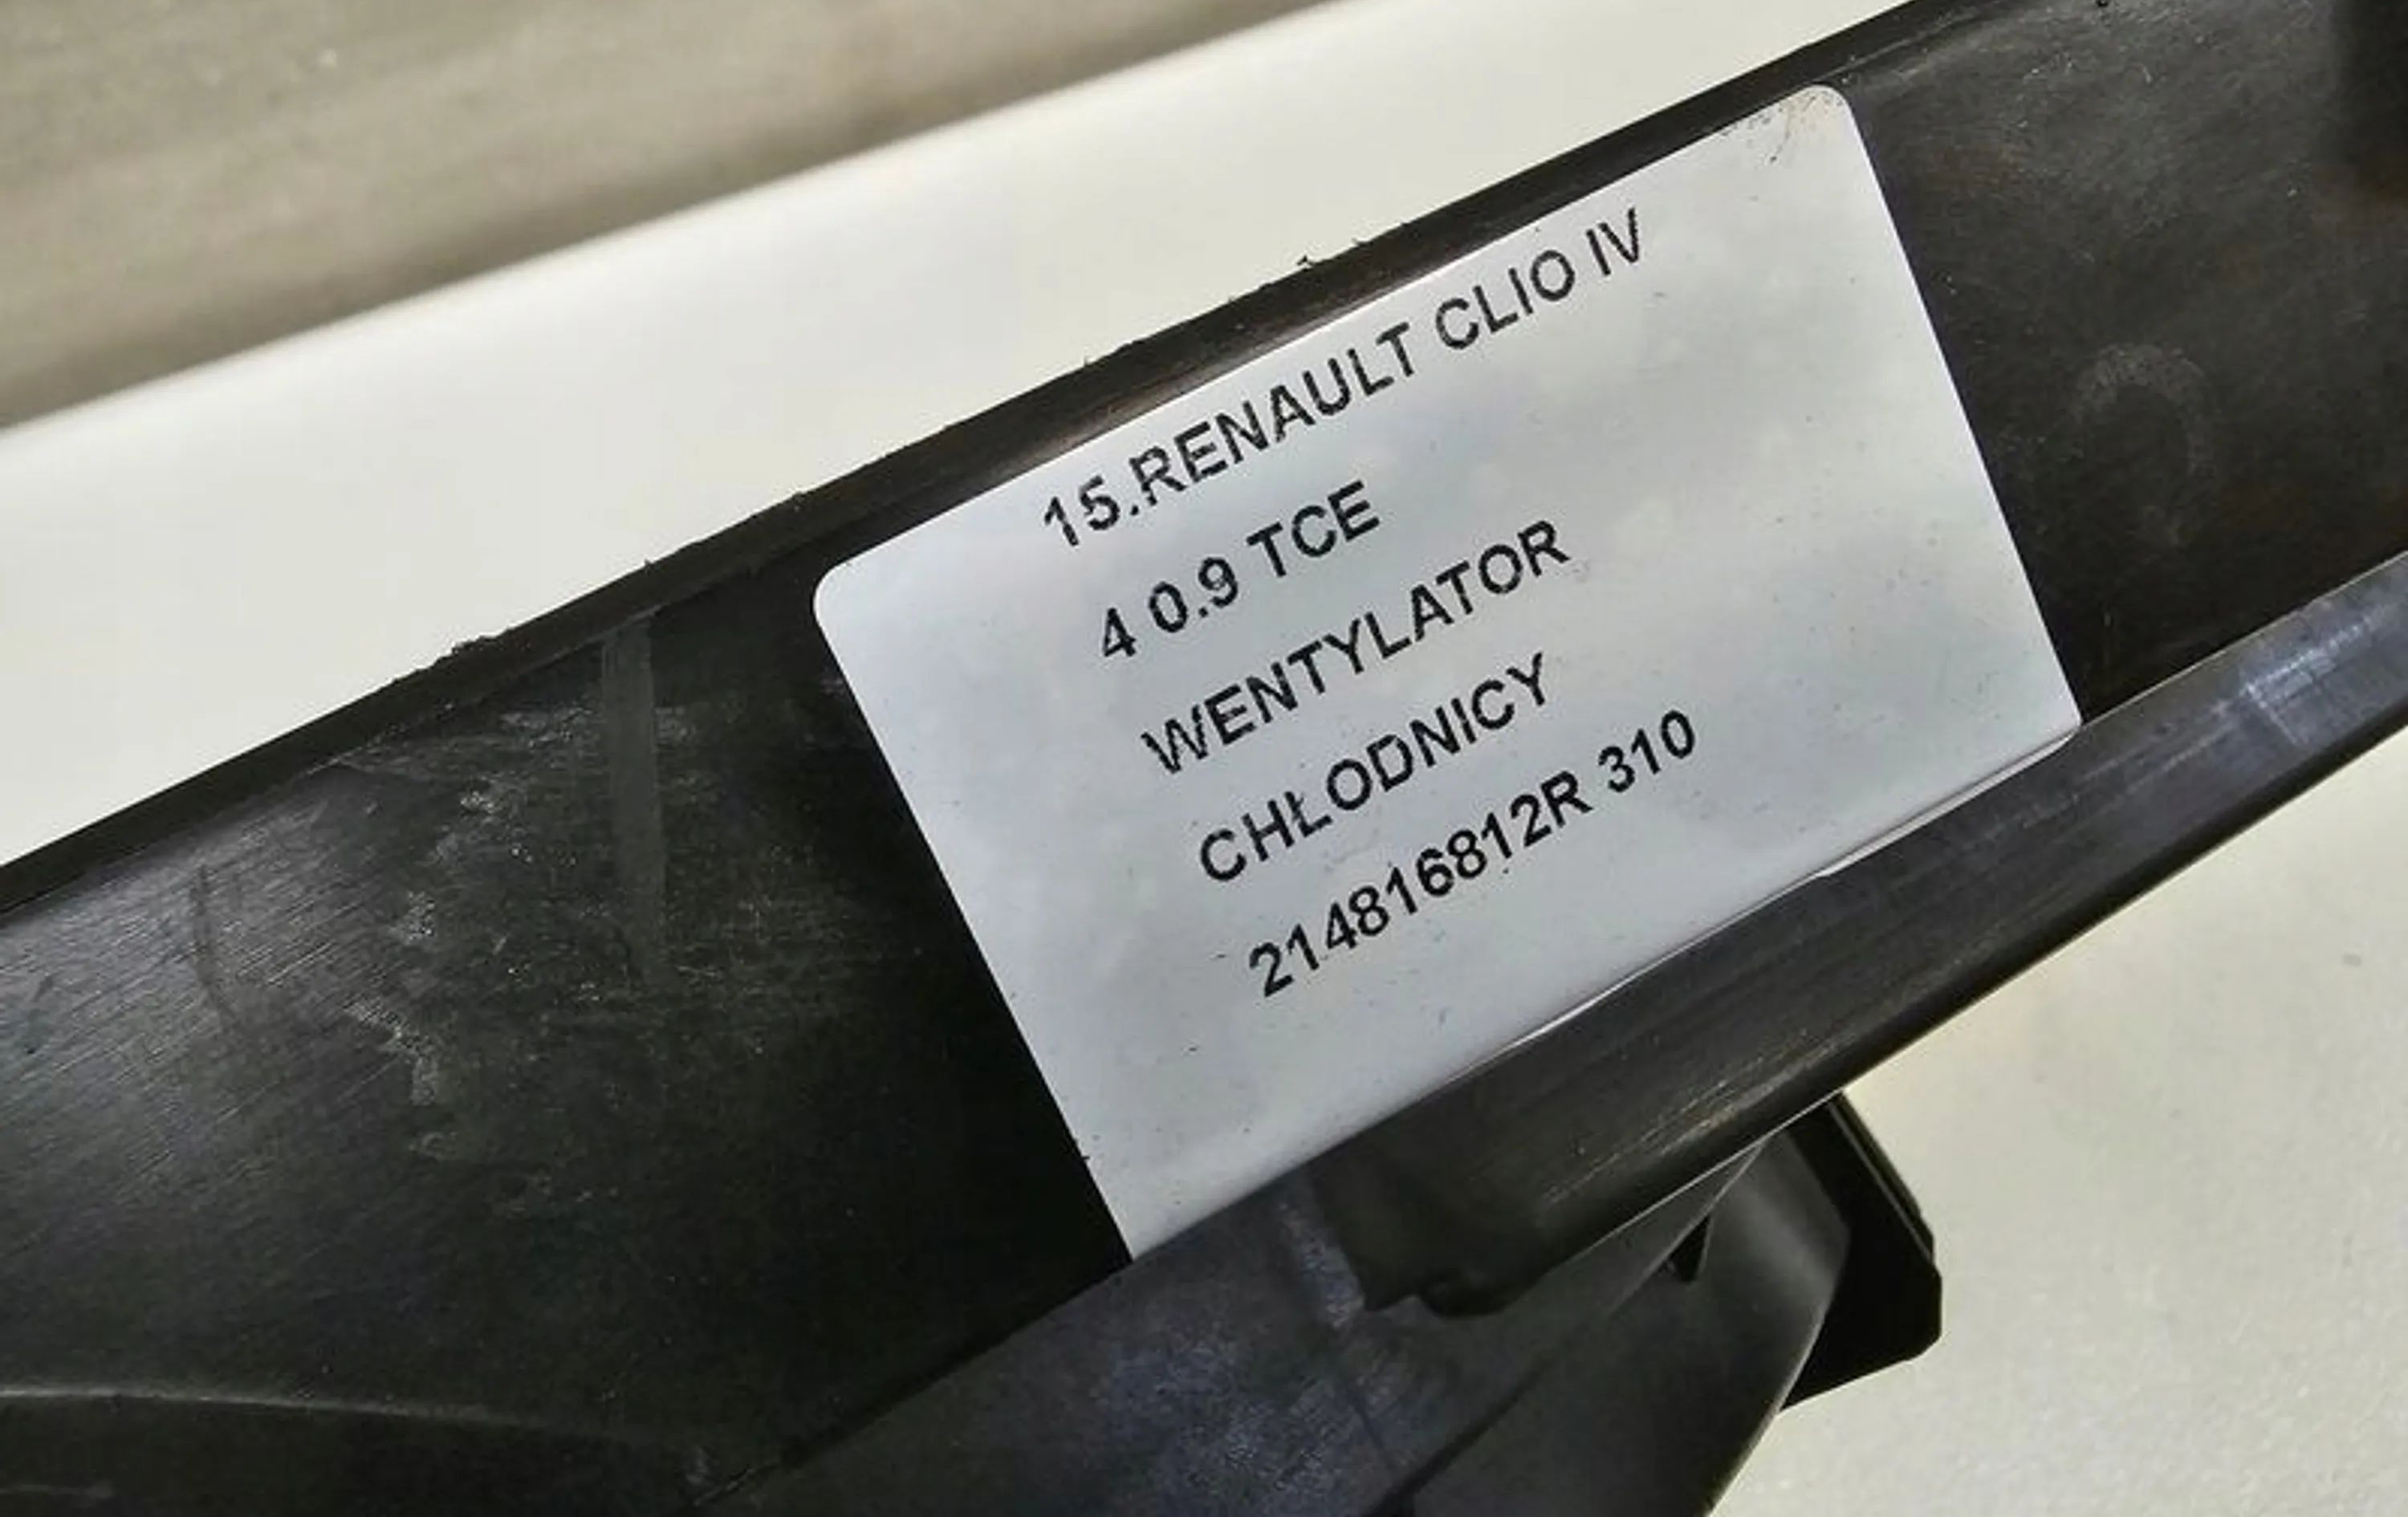 15.RENAULT CLIO IV
4 0.9 TCE
WENTYLATOR
CHŁODNICY
214816812R 310